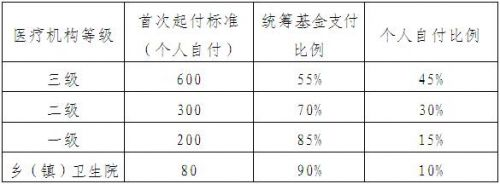 医疗机构等级 首次起付标准（个人自付） 统筹基金支付比例 个人自付比例
三级 600 55% 45%
二级 300 70% 30%
一级 200 85% 15%
乡（镇）卫生院 80 90% 10%